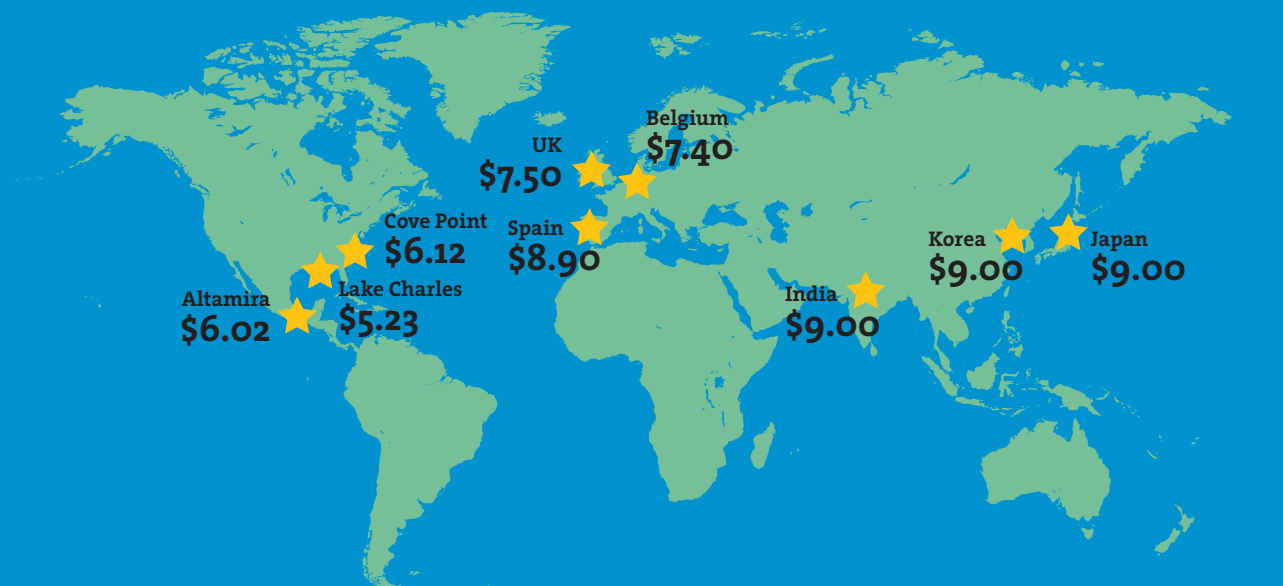 Belgium
$7.40
UK
$7.50
Cove Point
$6.12
Spain
$8.90
Korea
$9.00
Japan
$9.00
Lake Charles
$5.23
Altamira
$6.02
India
$9.00